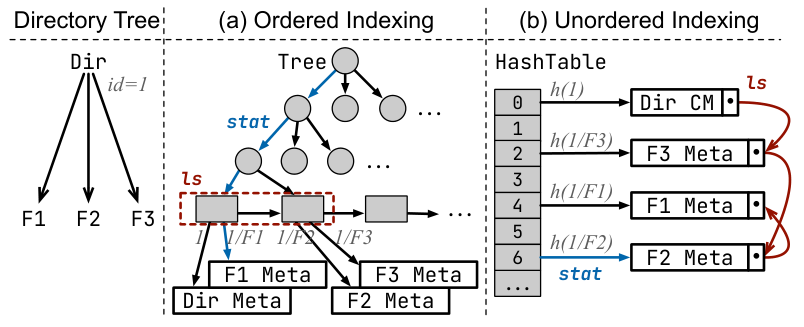 Directory Tree
(a) Ordered Indexing
(b) Unordered Indexing
Dir
id=1
F1 F2 F3
Tree
stat
...
...
ls
...
1 1/F1 1/F2 1/F3
F1 Meta
F3 Meta
Dir Meta
F2 Meta
HashTable
ls
0 h(1) Dir CM
1
2 h(1/F3) F3 Meta
3
4 h(1/F1) F1 Meta
5
6 h(1/F2) F2 Meta
stat
...